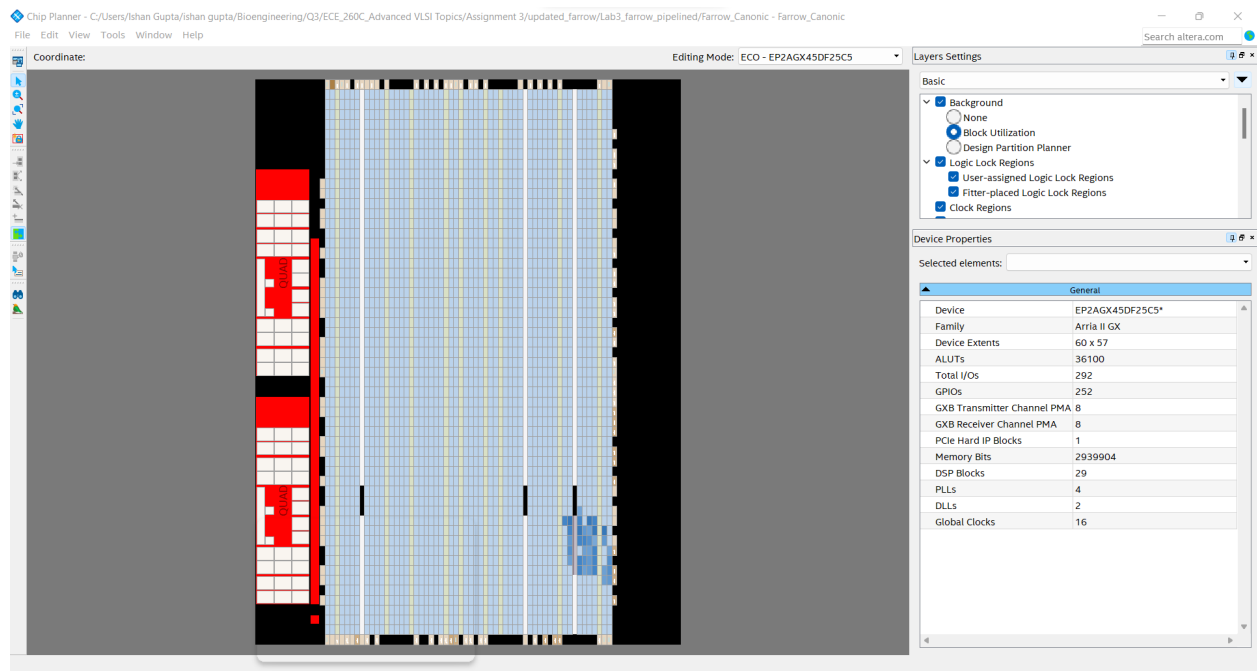 Chip Planner - C:/Users/Ishan Gupta/ishan gupta/Bioengineering/Q3/ECE_260C_Advanced VLSI Topics/Assignment 3/updated_farrow/Lab3_farrow_pipelined/Farrow_Canonic - Farrow_Canonic
File Edit View Tools Window Help
Search altera.com
Coordinate:
Editing Mode: ECO - EP2AGX45DF25C5
Layers Settings
Basic
Background
None
Block Utilization
Design Partition Planner
Logic Lock Regions
User-assigned Logic Lock Regions
Fitter-placed Logic Lock Regions
Clock Regions
QUAD
QUAD
Device Properties
Selected elements:
General
Device EP2AGX45DF25C5*
Family Arria II GX
Device Extents 60 x 57
ALUTs 36100
Total I/Os 292
GPIOs 252
GXB Transmitter Channel PMA 8
GXB Receiver Channel PMA 8
PCIe Hard IP Blocks 1
Memory Bits 2939904
DSP Blocks 29
PLLs 4
DLLs 2
Global Clocks 16